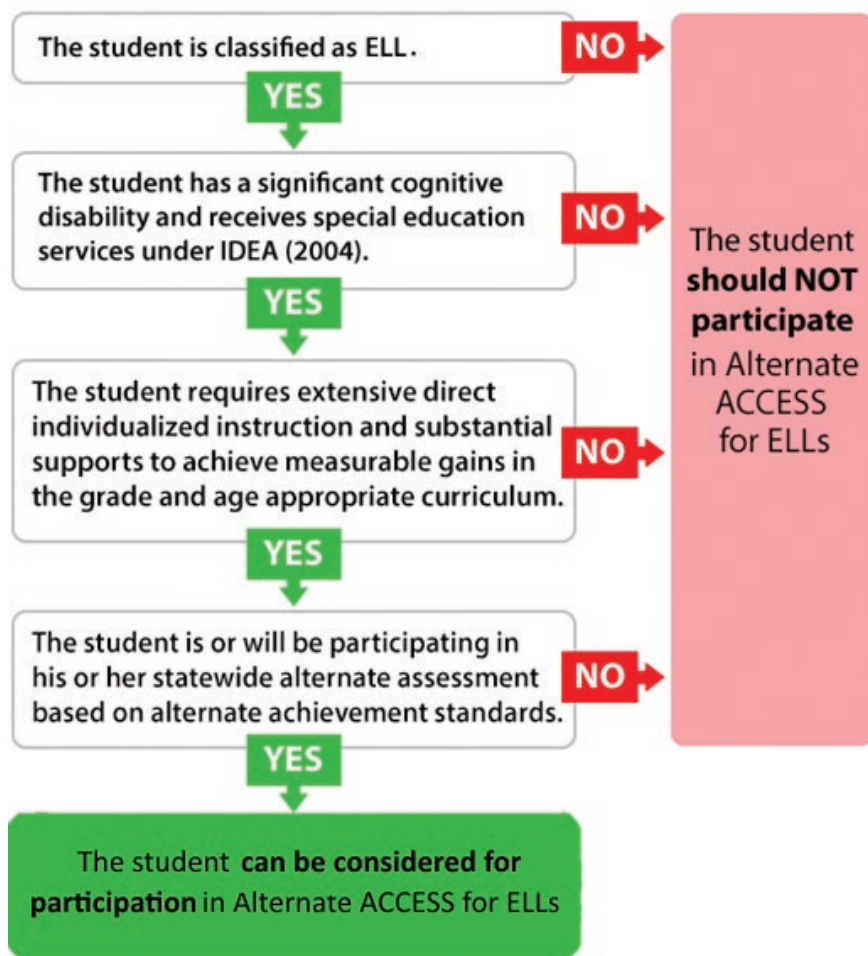 The student is classified as ELL.
NO
YES
The student has a significant cognitive
disability and receives special education
services under IDEA (2004).
NO
YES
The student requires extensive direct
individualized instruction and substantial
supports to achieve measurable gains in
the grade and age appropriate curriculum.
NO
YES
The student is or will be participating in
his or her statewide alternate assessment
based on alternate achievement standards.
NO
YES
The student can be considered for
participation in Alternate ACCESS for ELLs
The student
should NOT
participate
in Alternate
ACCESS
for ELLs